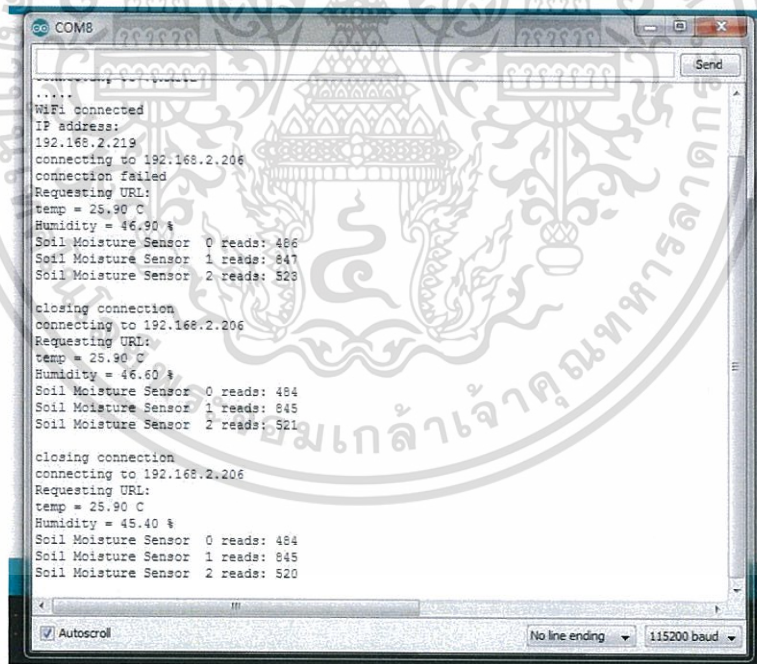 COM8
Send
.....
WiFi connected
IP address:
192.168.2.219
connecting to 192.168.2.206
connection failed
Requesting URL:
temp = 25.90 C
Humidity = 46.90 %
Soil Moisture Sensor  0 reads: 486
Soil Moisture Sensor  1 reads: 847
Soil Moisture Sensor  2 reads: 523
closing connection
connecting to 192.168.2.206
Requesting URL:
temp = 25.90 C
Humidity = 46.60 %
Soil Moisture Sensor  0 reads: 484
Soil Moisture Sensor  1 reads: 845
Soil Moisture Sensor  2 reads: 521
closing connection
connecting to 192.168.2.206
Requesting URL:
temp = 25.90 C
Humidity = 45.40 %
Soil Moisture Sensor  0 reads: 484
Soil Moisture Sensor  1 reads: 845
Soil Moisture Sensor  2 reads: 520
Autoscroll
No line ending
115200 baud